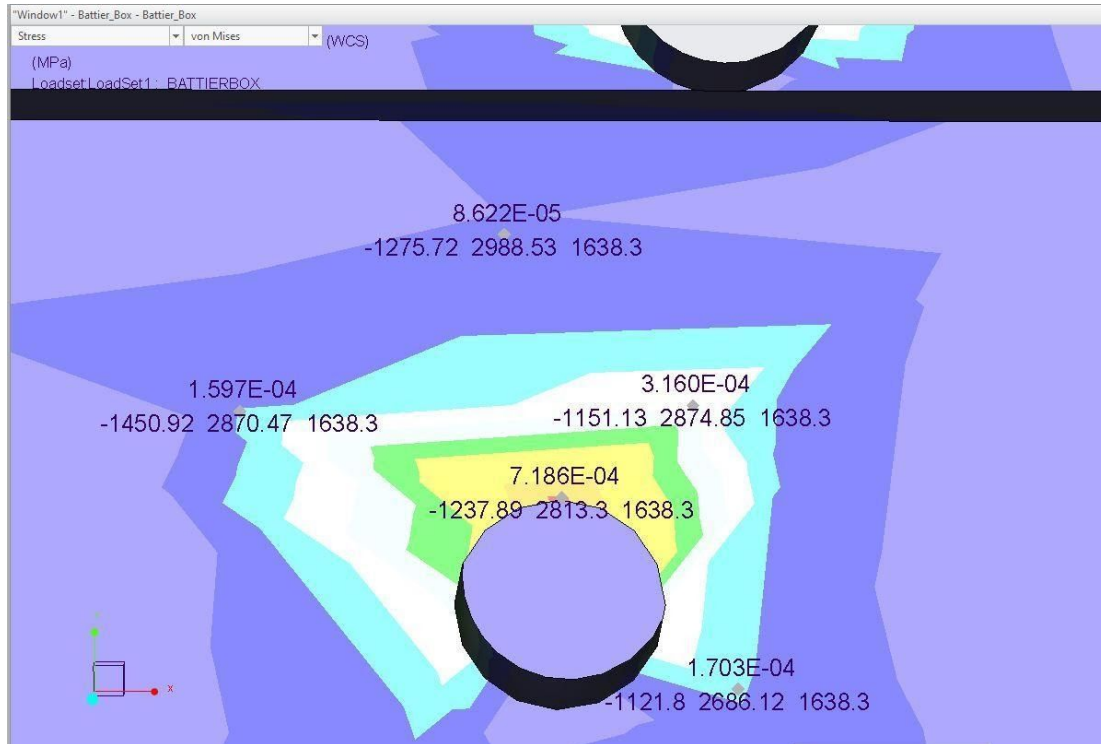 "Window1" - Battier_Box - Battier_Box
Stress von Mises (WCS)
(MPa)
Loadset:LoadSet1 : BATTIERBOX
8.622E-05
-1275.72 2988.53 1638.3
1.597E-04
-1450.92 2870.47 1638.3
3.160E-04
-1151.13 2874.85 1638.3
7.186E-04
-1237.89 2813.3 1638.3
1.703E-04
-1121.8 2686.12 1638.3
X